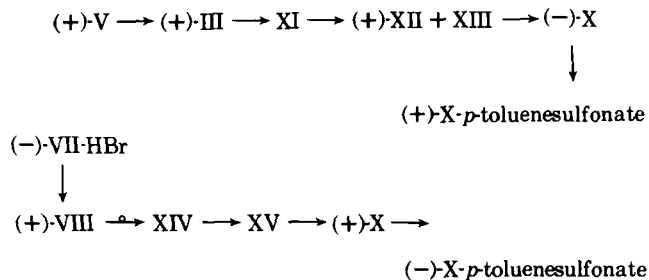 (+)-V → (+)-III → XI → (+)-XII + XIII → (−)-X
(+)-X-p-toluenesulfonate
(−)-VII-HBr
(+)-VIII → XIV → XV → (+)-X →
(−)-X-p-toluenesulfonate